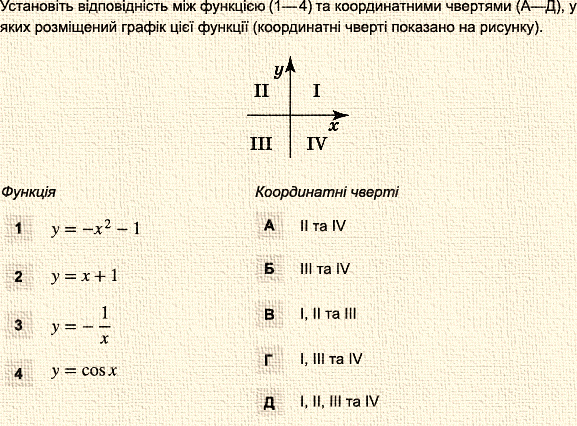 Установіть відповідність між функцією (1—4) та координатними чвертями (А—Д), у
яких розміщений графік цієї функції (координатні чверті показано на рисунку).
y
II I
x
III IV
Функція Координатні чверті
1 y = −x² − 1 А II та IV
2 y = x + 1 Б III та IV
3 y = −1/x В I, II та III
4 y = cos x Г I, III та IV
Д I, II, III та IV